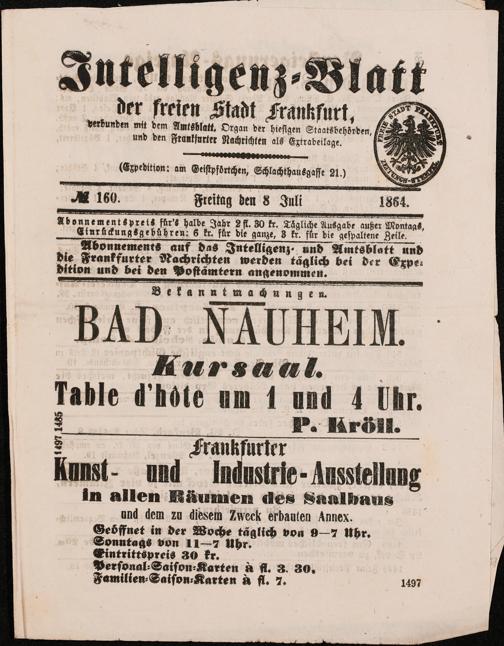 Intelligenz-Blatt
der freien Stadt Frankfurt,
verbunden mit dem Amtsblatt, Organ der hiesigen Staatsbehörden,
und den Frankfurter Nachrichten als Extrabeilage.
FREIE STADT FRANKFURT
ZEITUNGS-STEMPEL
(Expedition: am Geistpförtchen, Schlachthausgasse 21.)
№ 160. Freitag den 8 Juli 1864.
Abonnementspreis für's halbe Jahr 2 fl. 30 kr. Tägliche Ausgabe außer Montags,
Einrückungsgebühren: 6 kr. für die ganze, 3 kr. für die gespaltene Zeile.
Abonnements auf das Intelligenz- und Amtsblatt und
die Frankfurter Nachrichten werden täglich bei der Expe-
dition und bei den Postämtern angenommen.
Bekanntmachungen.
BAD NAUHEIM.
Kursaal.
Table d'hôte um 1 und 4 Uhr.
P. Kröll.
1497.1485
Frankfurter
Kunst- und Industrie-Ausstellung
in allen Räumen des Saalbaus
und dem zu diesem Zweck erbauten Annex.
Geöffnet in der Woche täglich von 9—7 Uhr.
Sonntags von 11—7 Uhr.
Eintrittspreis 30 kr.
Personal-Saison-Karten à fl. 3. 30.
Familien-Saison-Karten à fl. 7.
1497